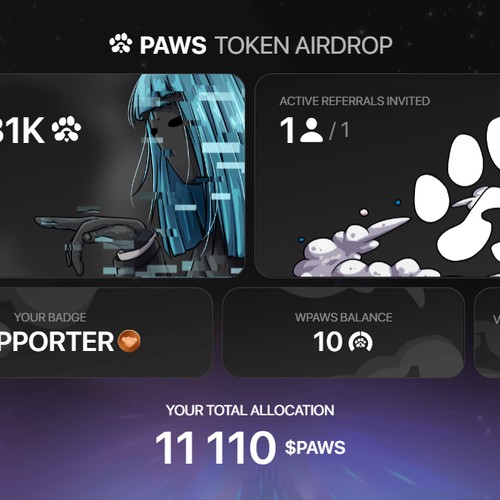 PAWS TOKEN AIRDROP
31K
ACTIVE REFERRALS INVITED
1 / 1
YOUR BADGE
PPORTER
WPAWS BALANCE
10
YOUR TOTAL ALLOCATION
11 110 $PAWS